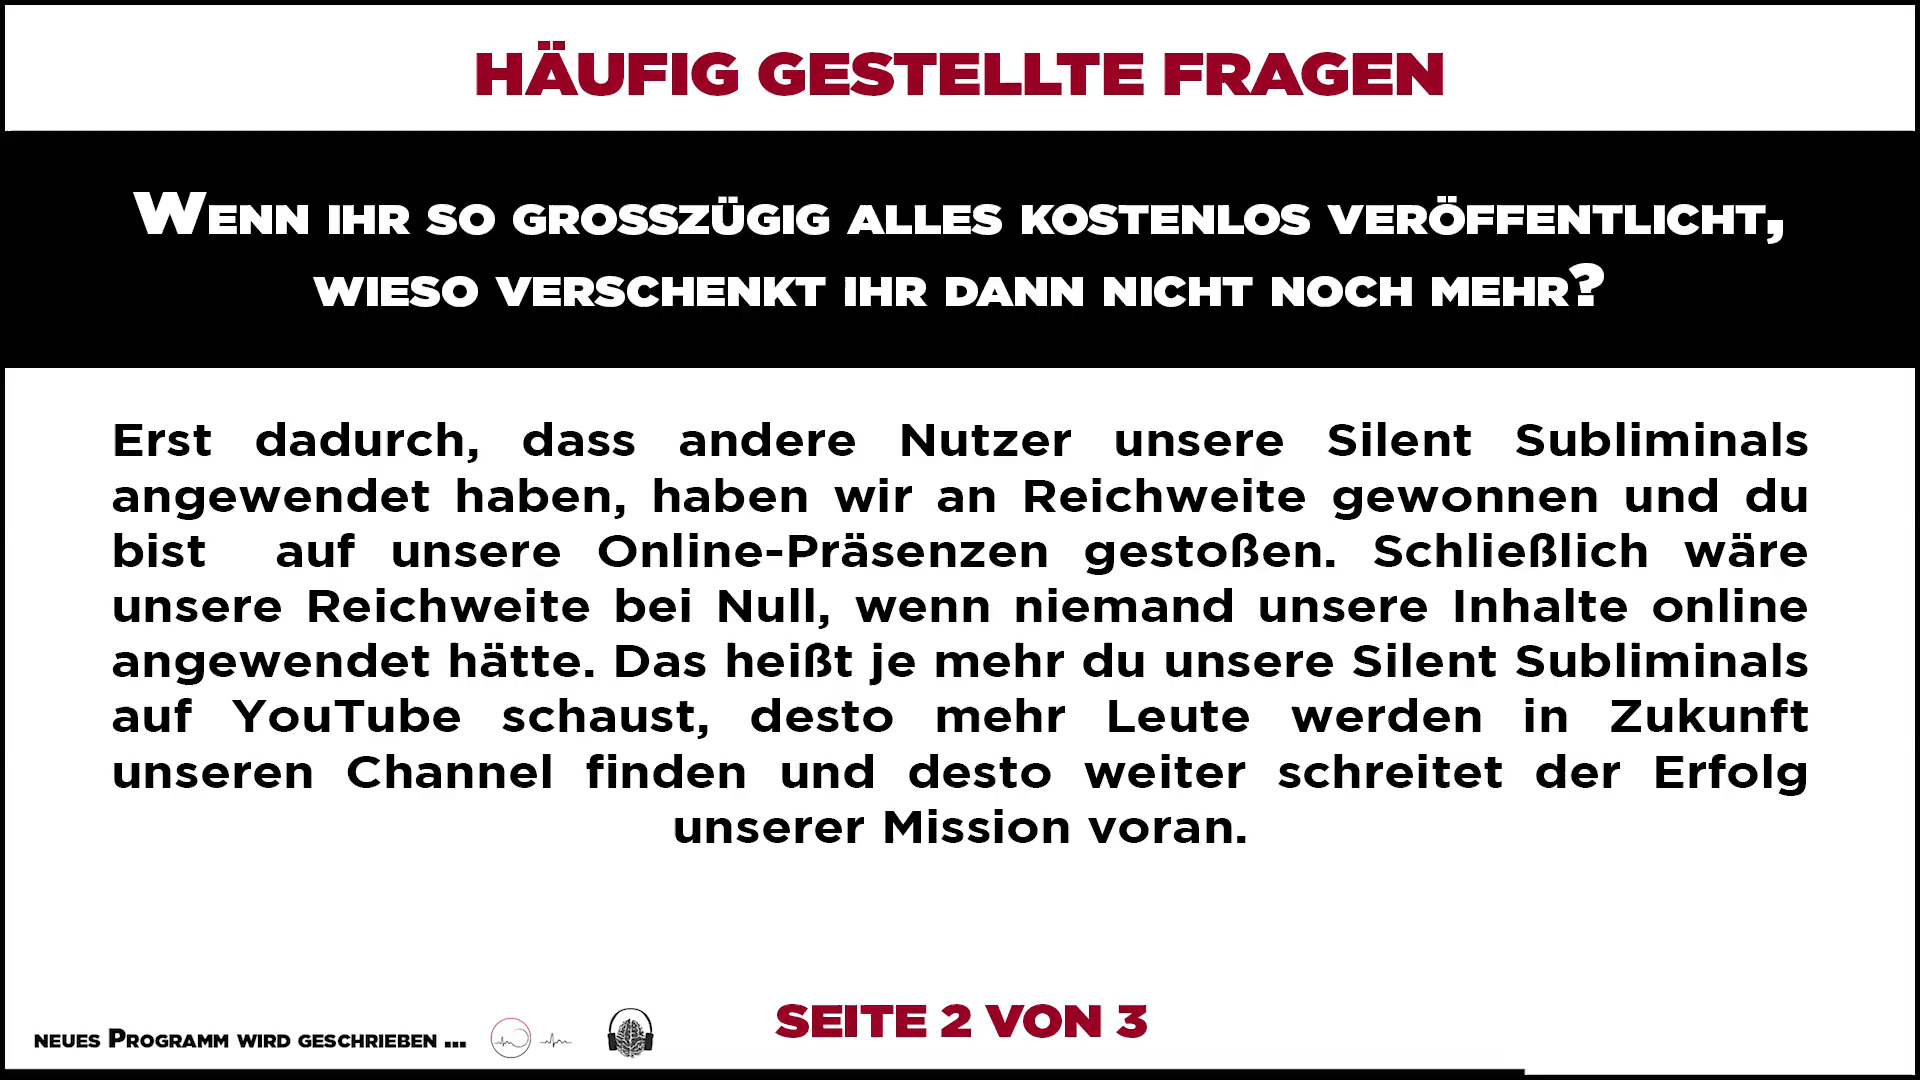 HÄUFIG GESTELLTE FRAGEN
WENN IHR SO GROSSZÜGIG ALLES KOSTENLOS VERÖFFENTLICHT,
WIESO VERSCHENKT IHR DANN NICHT NOCH MEHR?
Erst dadurch, dass andere Nutzer unsere Silent Subliminals
angewendet haben, haben wir an Reichweite gewonnen und du
bist auf unsere Online-Präsenzen gestoßen. Schließlich wäre
unsere Reichweite bei Null, wenn niemand unsere Inhalte online
angewendet hätte. Das heißt je mehr du unsere Silent Subliminals
auf YouTube schaust, desto mehr Leute werden in Zukunft
unseren Channel finden und desto weiter schreitet der Erfolg
unserer Mission voran.
SEITE 2 VON 3
NEUES PROGRAMM WIRD GESCHRIEBEN ...